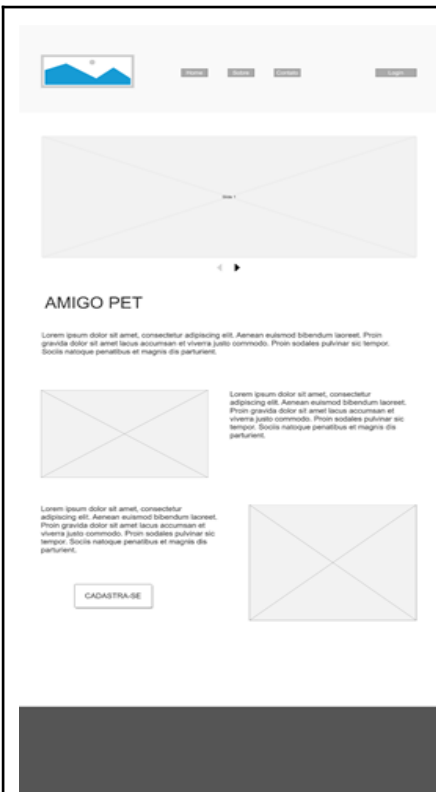 Home Sobre Contato Login
Slide 1
AMIGO PET
Lorem ipsum dolor sit amet, consectetur adipiscing elit. Aenean euismod bibendum laoreet. Proin
gravida dolor sit amet lacus accumsan et viverra justo commodo. Proin sodales pulvinar sic tempor.
Sociis natoque penatibus et magnis dis parturient.
Lorem ipsum dolor sit amet, consectetur
adipiscing elit. Aenean euismod bibendum laoreet.
Proin gravida dolor sit amet lacus accumsan et
viverra justo commodo. Proin sodales pulvinar sic
tempor. Sociis natoque penatibus et magnis dis
parturient.
Lorem ipsum dolor sit amet, consectetur
adipiscing elit. Aenean euismod bibendum laoreet.
Proin gravida dolor sit amet lacus accumsan et
viverra justo commodo. Proin sodales pulvinar sic
tempor. Sociis natoque penatibus et magnis dis
parturient.
CADASTRA-SE